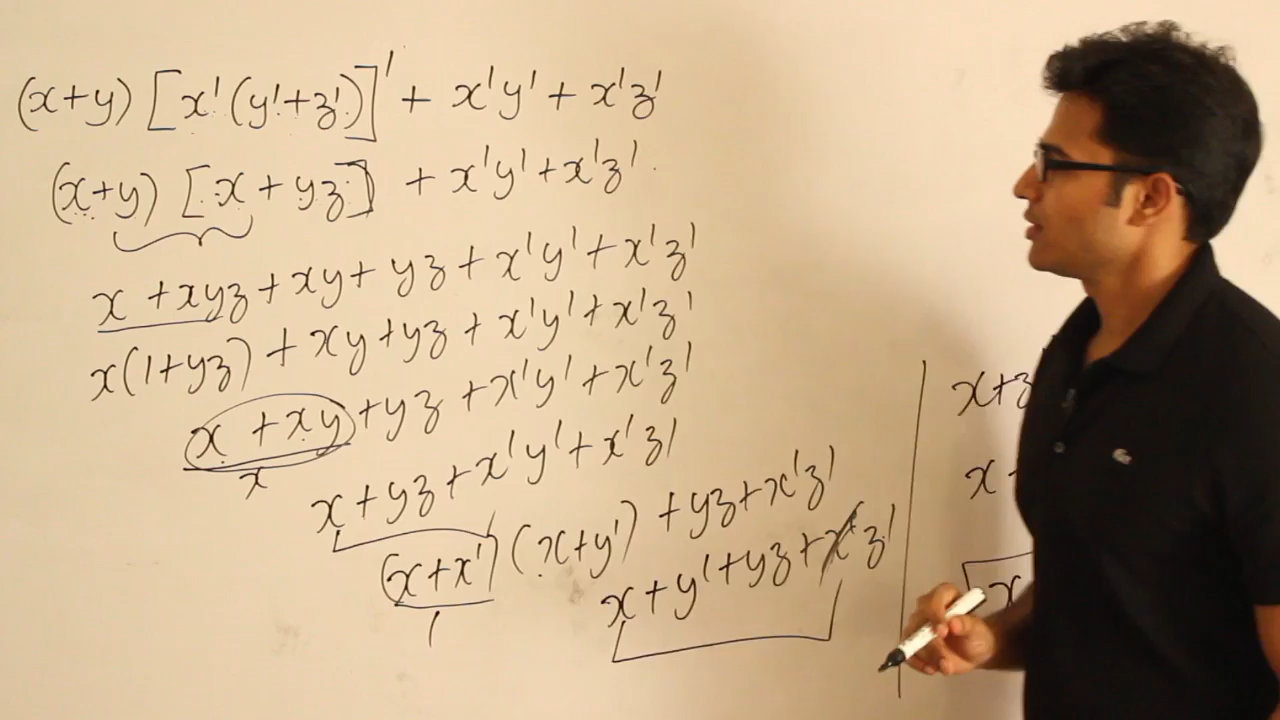 (x+y) [x'(y'+z')]' + x'y' + x'z'
(x+y) [x + yz] + x'y' + x'z'
x + xyz + xy + yz + x'y' + x'z'
x(1+yz) + xy + yz + x'y' + x'z'
x + xy + yz + x'y' + x'z'
x
x + yz + x'y' + x'z'
(x+x') (x+y') + yz + x'z'
1
x + y' + yz + x'z'
x+z
x +
x